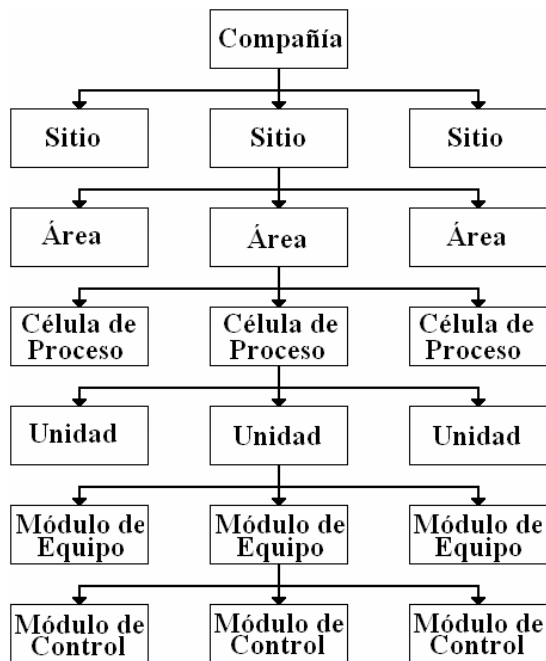 Compañía
Sitio
Sitio
Sitio
Área
Área
Área
Célula de
Proceso
Célula de
Proceso
Célula de
Proceso
Unidad
Unidad
Unidad
Módulo de
Equipo
Módulo de
Equipo
Módulo de
Equipo
Módulo de
Control
Módulo de
Control
Módulo de
Control